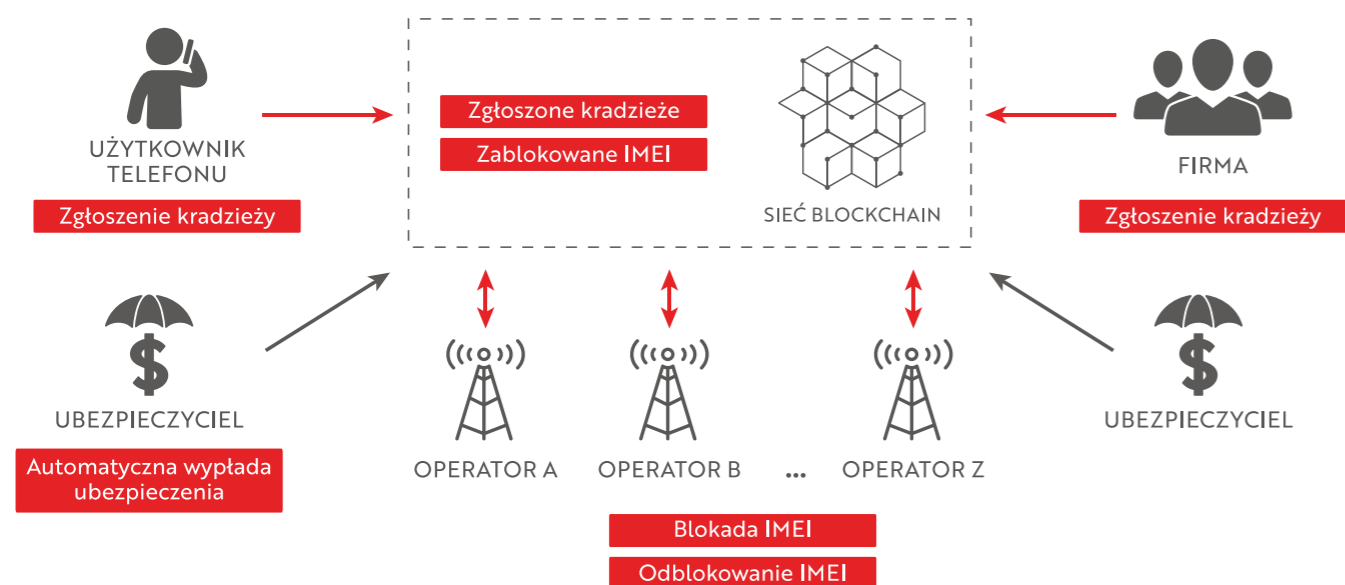 Zgłoszone kradzieże
Zablokowane IMEI
SIEĆ BLOCKCHAIN
UŻYTKOWNIK
TELEFONU
Zgłoszenie kradzieży
FIRMA
Zgłoszenie kradzieży
UBEZPIECZYCIEL
Automatyczna wypłada
ubezpieczenia
OPERATOR A
OPERATOR B
...
OPERATOR Z
UBEZPIECZYCIEL
Blokada IMEI
Odblokowanie IMEI